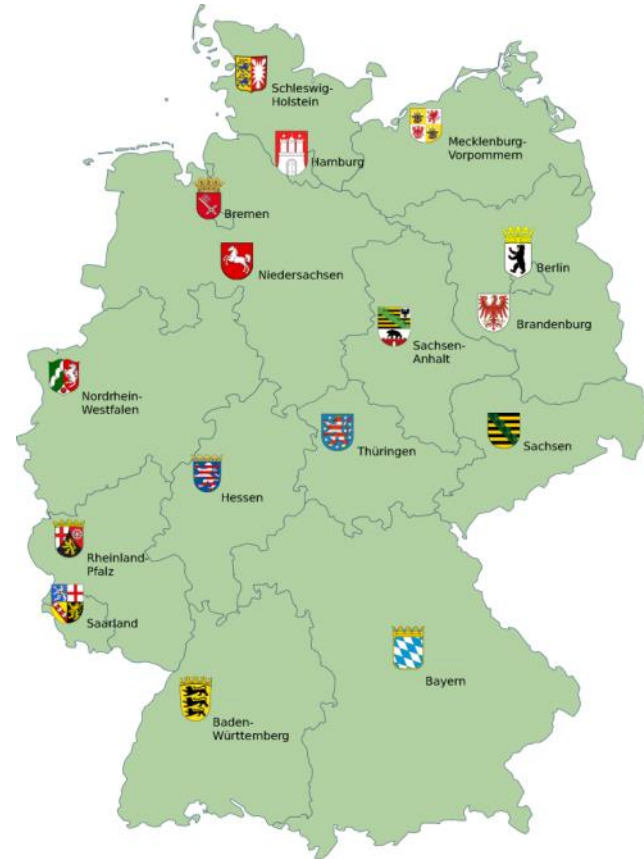 Schleswig-
Holstein
Mecklenburg-
Vorpommern
Hamburg
Bremen
Niedersachsen
Berlin
Brandenburg
Sachsen-
Anhalt
Nordrhein-
Westfalen
Thüringen
Sachsen
Hessen
Rheinland-
Pfalz
Saarland
Bayern
Baden-
Württemberg